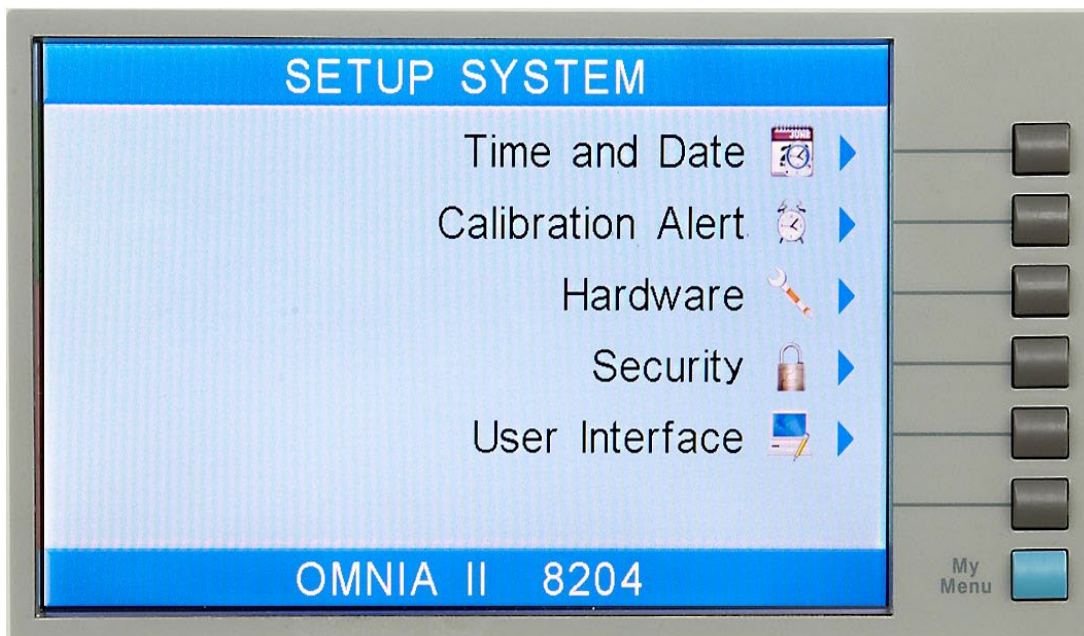 SETUP SYSTEM
Time and Date
Calibration Alert
Hardware
Security
User Interface
OMNIA II 8204
My
Menu